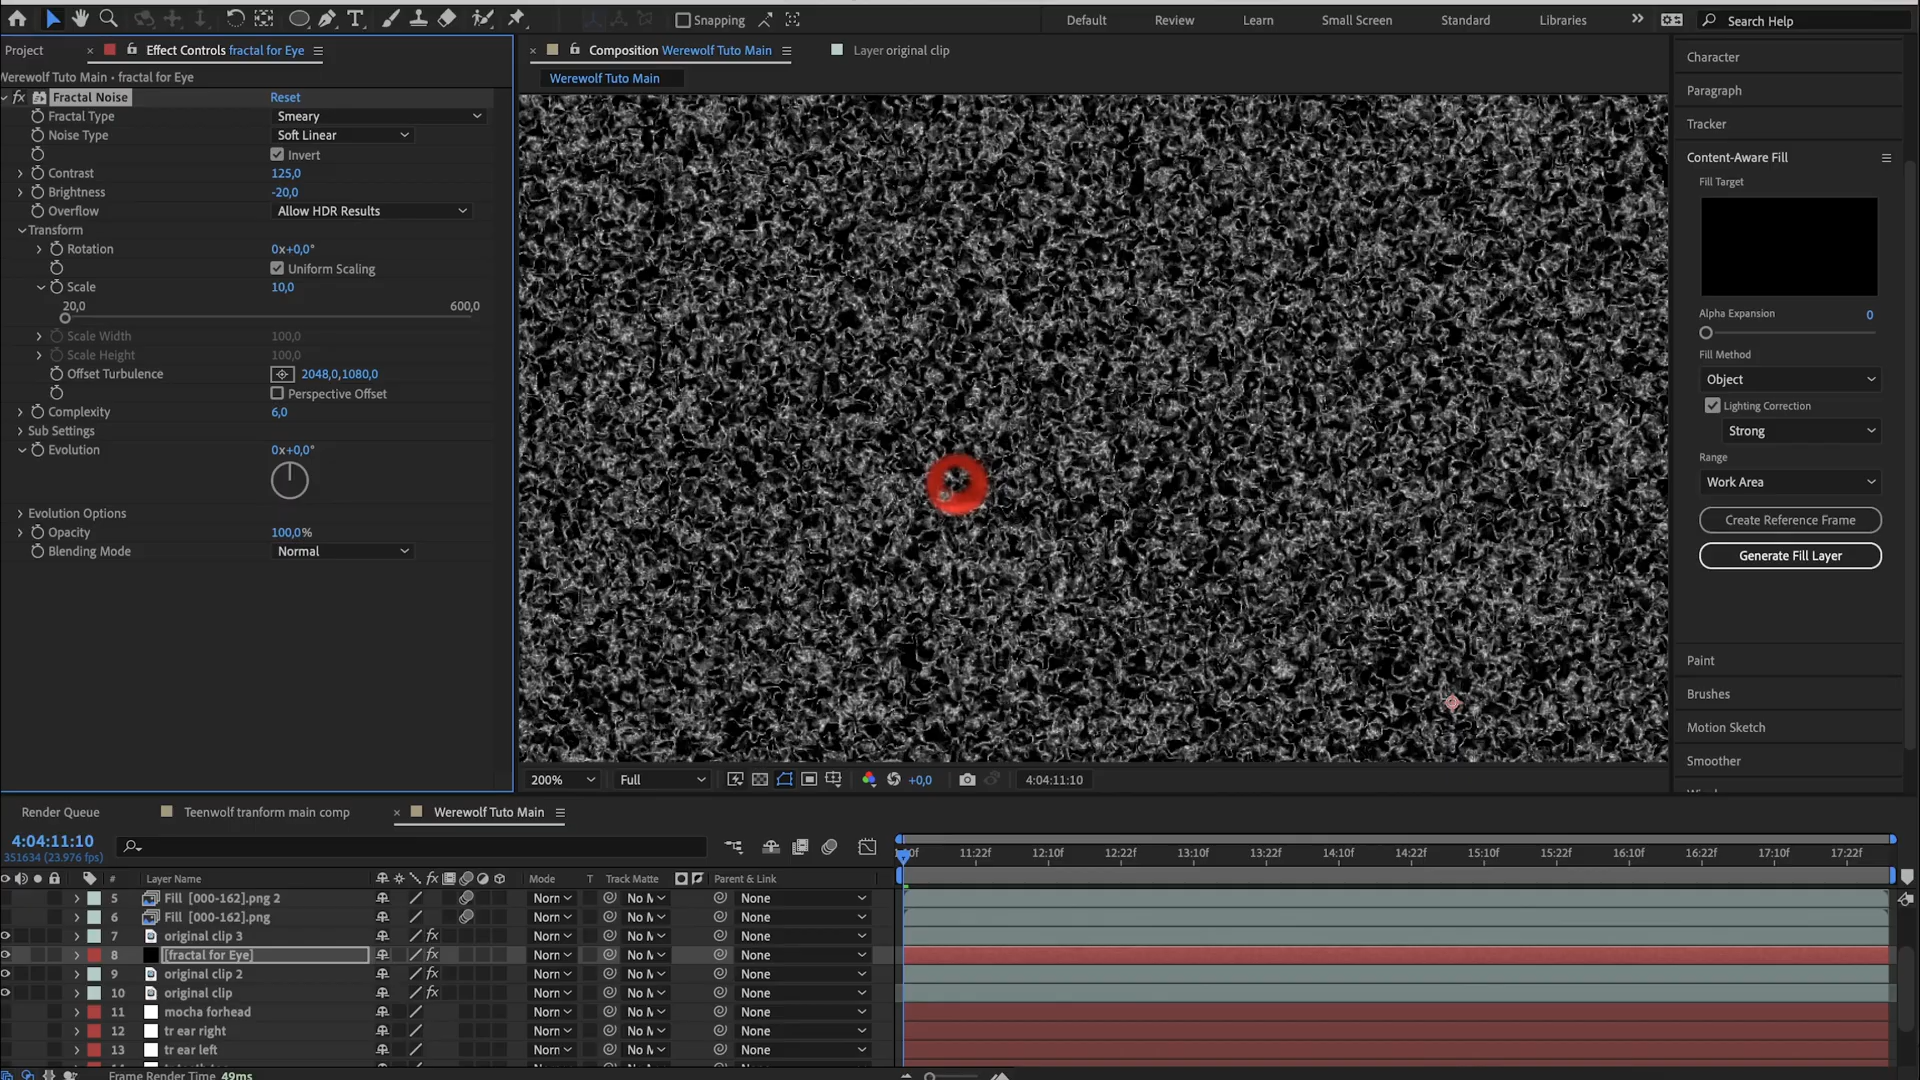 Snapping
Default
Review
Learn
Small Screen
Standard
Libraries
Search Help
Project
Effect Controls fractal for Eye
Werewolf Tuto Main • fractal for Eye
fx Fractal Noise Reset
Fractal Type Smeary
Noise Type Soft Linear
Invert
Contrast 125,0
Brightness -20,0
Overflow Allow HDR Results
Transform
Rotation 0x+0,0°
Uniform Scaling
Scale 10,0
20,0 600,0
Scale Width 100,0
Scale Height 100,0
Offset Turbulence 2048,0,1080,0
Perspective Offset
Complexity 6,0
Sub Settings
Evolution 0x+0,0°
Evolution Options
Opacity 100,0%
Blending Mode Normal
Composition Werewolf Tuto Main
Layer original clip
Werewolf Tuto Main
200% Full +0,0 4:04:11:10
Character
Paragraph
Tracker
Content-Aware Fill
Fill Target
Alpha Expansion 0
Fill Method
Object
Lighting Correction
Strong
Range
Work Area
Create Reference Frame
Generate Fill Layer
Paint
Brushes
Motion Sketch
Smoother
Render Queue
Teenwolf tranform main comp
Werewolf Tuto Main
4:04:11:10
351634 (23.976 fps)
11:22f 12:10f 12:22f 13:10f 13:22f 14:10f 14:22f 15:10f 15:22f 16:10f 16:22f 17:10f 17:22f
# Layer Name fx Mode T Track Matte Parent & Link
5 Fill [000-162].png 2 Norn No M None
6 Fill [000-162].png Norn No M None
7 original clip 3 fx Norn No M None
8 [fractal for Eye] fx Norn No M None
9 original clip 2 fx Norn No M None
10 original clip fx Norn No M None
11 mocha forhead Norn No M None
12 tr ear right Norn No M None
13 tr ear left Norn No M None
Frame Render Time 49ms